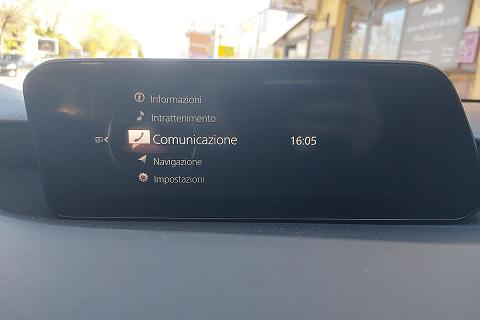 Informazioni
Intrattenimento
Comunicazione
16:05
Navigazione
Impostazioni